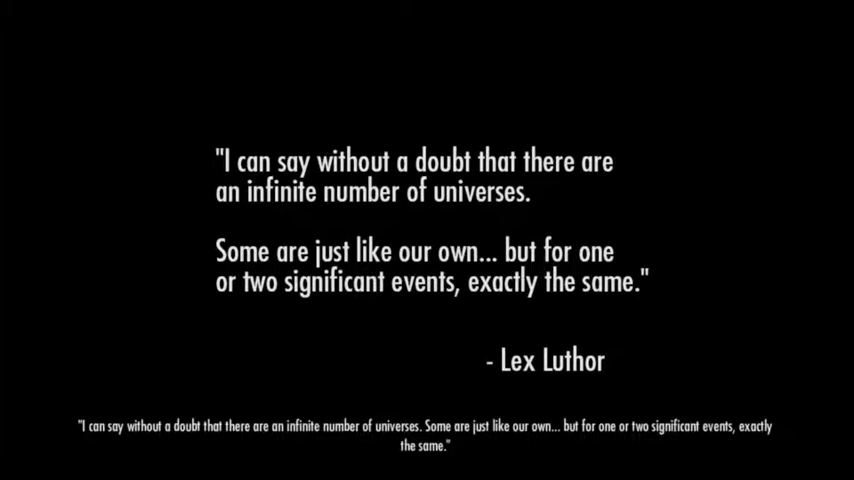 "I can say without a doubt that there are
an infinite number of universes.
Some are just like our own... but for one
or two significant events, exactly the same."
- Lex Luthor
"I can say without a doubt that there are an infinite number of universes. Some are just like our own... but for one or two significant events, exactly
the same."